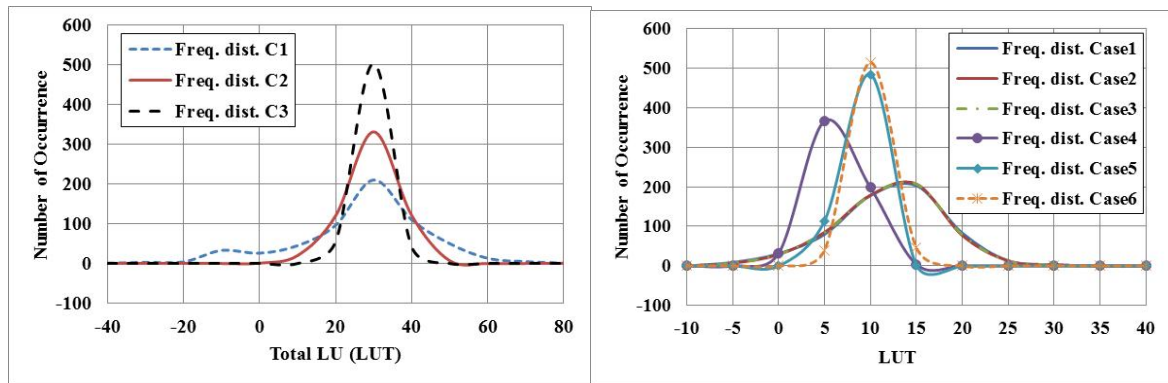 600
500
400
300
200
100
0
-100
Number of Occurrence
Freq. dist. C1
Freq. dist. C2
Freq. dist. C3
-40 -20 0 20 40 60 80
Total LU (LUT)
600
500
400
300
200
100
0
-100
Number of Occurrence
Freq. dist. Case1
Freq. dist. Case2
Freq. dist. Case3
Freq. dist. Case4
Freq. dist. Case5
Freq. dist. Case6
-10 -5 0 5 10 15 20 25 30 35 40
LUT